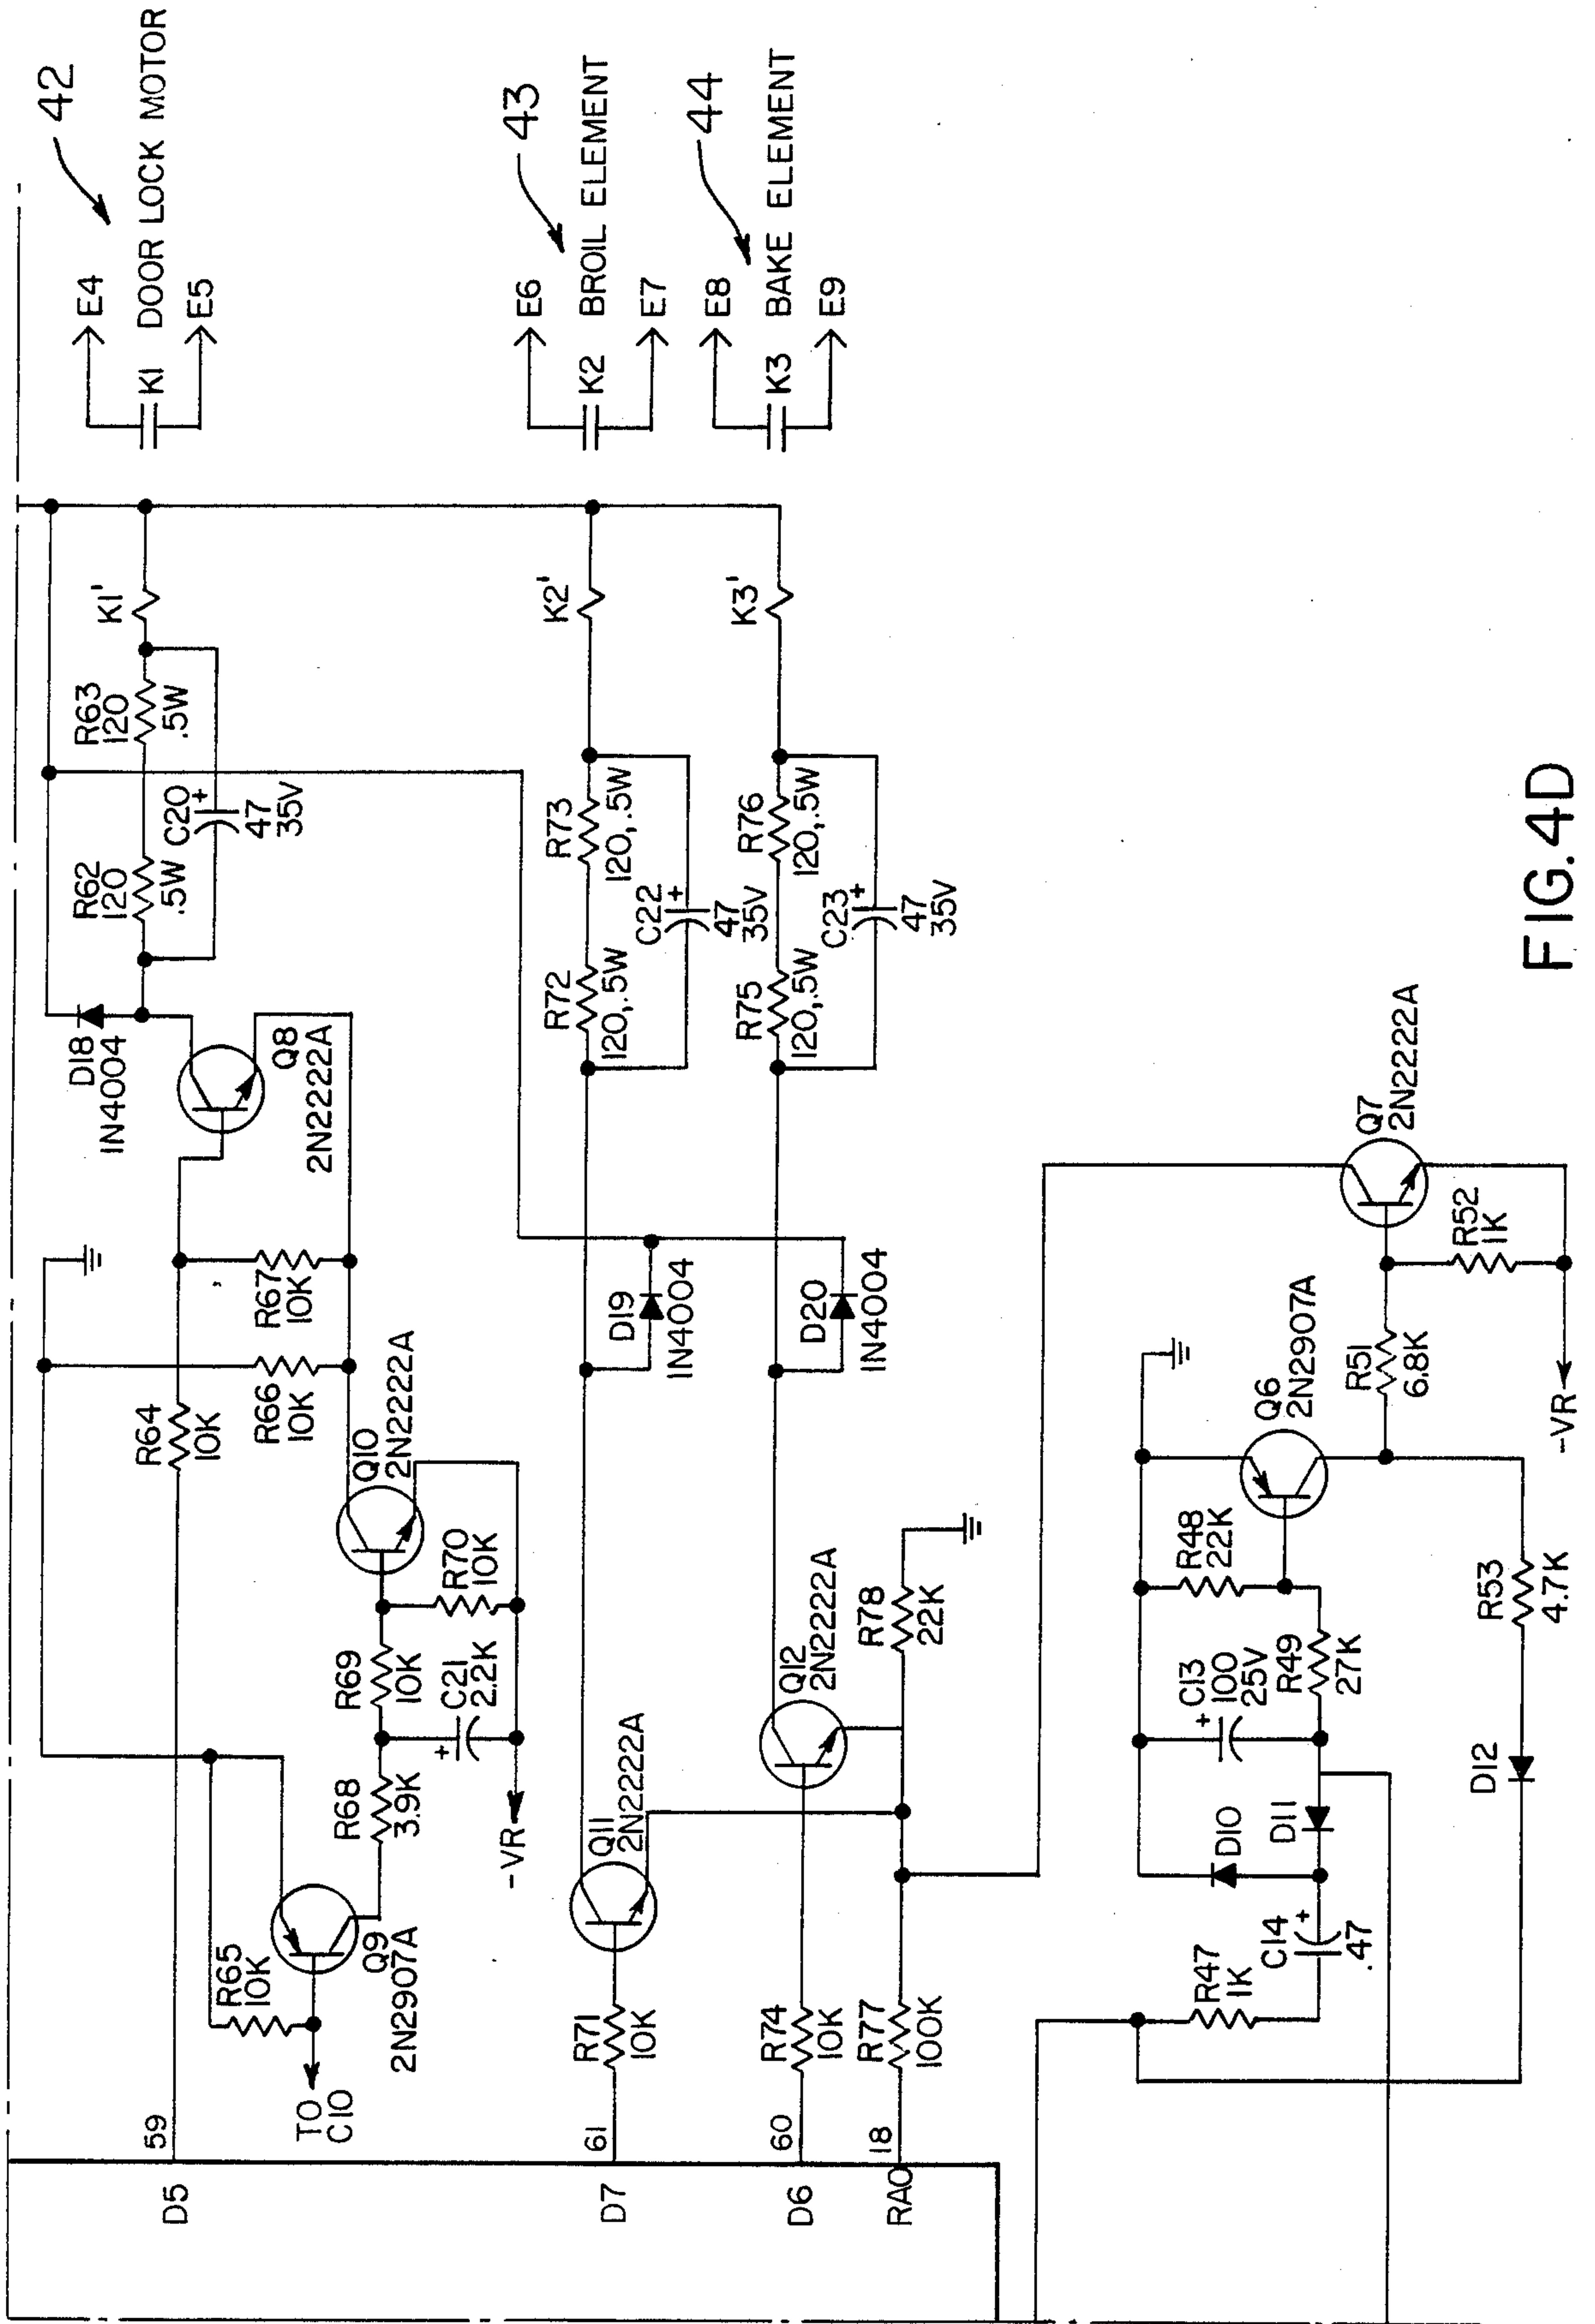 42
E4
K1 DOOR LOCK MOTOR
E5
43
E6
K2 BROIL ELEMENT
E7
44
E8
K3 BAKE ELEMENT
E9
K1'
R63
120
.5W
R62
120
.5W
C20 +
47
35V
D18
1N4004
Q8
2N2222A
R67
10K
R66
10K
R64
10K
Q10
2N2222A
R70
10K
R69
10K
C21
2.2K
+
R68
3.9K
-VR
Q9
2N2907A
R65
10K
TO
C10
59
D5
K2'
R73
120,.5W
R72
120,.5W
C22 +
47
35V
K3'
R76
120,.5W
R75
120,.5W
C23 +
47
35V
D19
1N4004
D20
1N4004
Q11
2N2222A
R71
10K
61
D7
Q12
2N2222A
R74
10K
60
D6
R78
22K
R77
100K
18
RA0
Q7
2N2222A
R52
1K
R51
6.8K
-VR
Q6
2N2907A
R48
22K
R49
27K
C13
100
25V
+
D10
D11
R47
1K
C14 +
.47
R53
4.7K
D12
FIG.4D